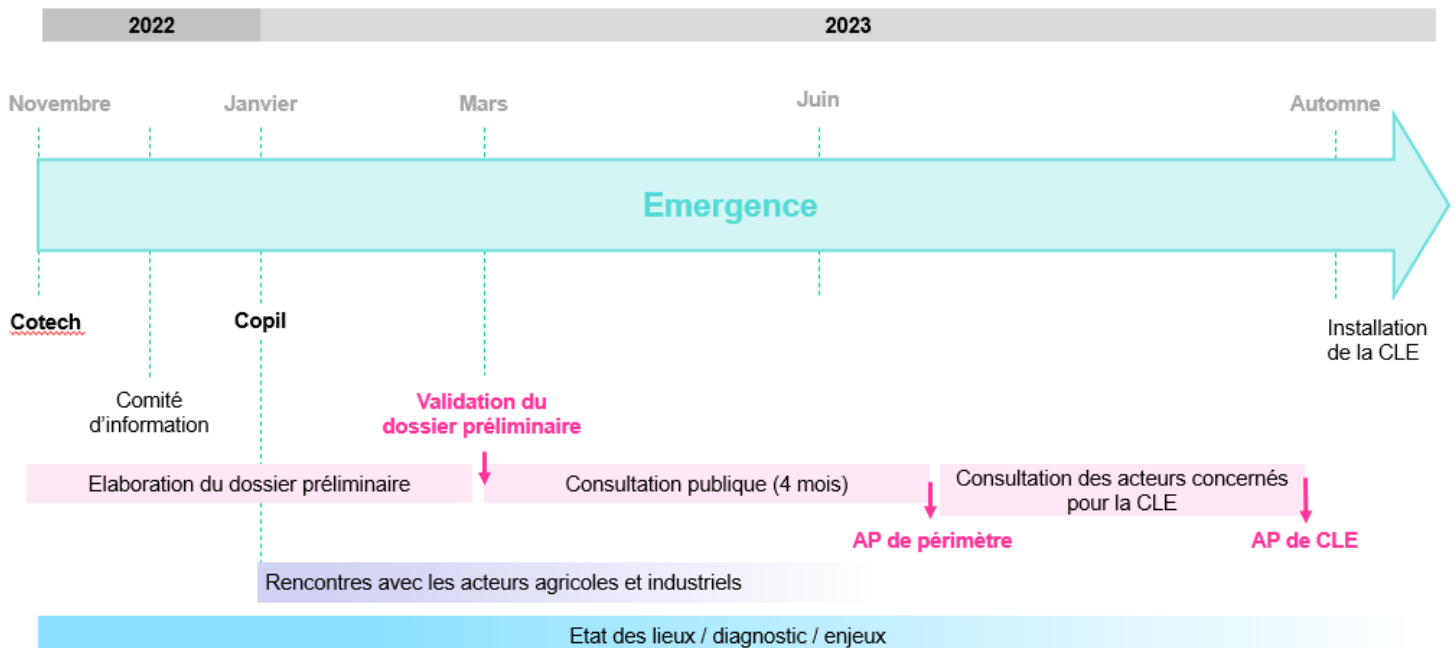 2022
2023
Novembre
Janvier
Mars
Juin
Automne
Emergence
Cotech
Copil
Installation
de la CLE
Comité
d’information
Validation du
dossier préliminaire
Elaboration du dossier préliminaire
Consultation publique (4 mois)
Consultation des acteurs concernés
pour la CLE
AP de périmètre
AP de CLE
Rencontres avec les acteurs agricoles et industriels
Etat des lieux / diagnostic / enjeux